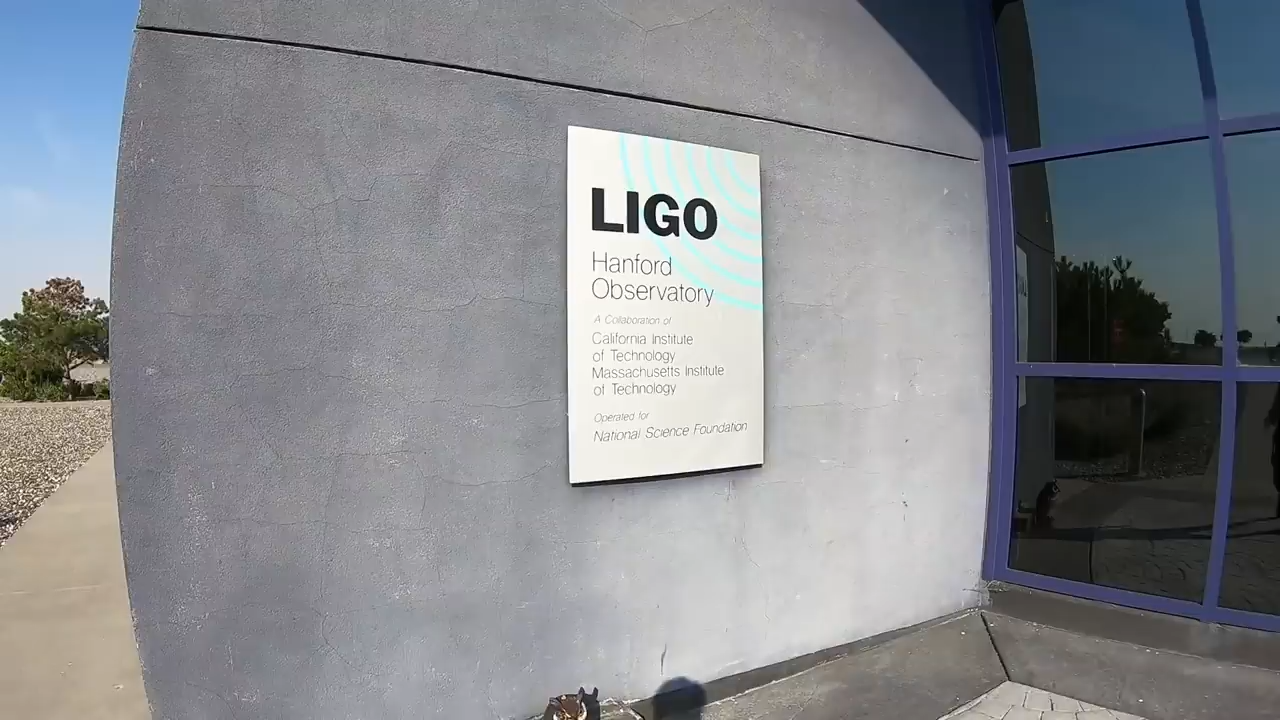 LIGO
Hanford
Observatory
A Collaboration of
California Institute
of Technology
Massachusetts Institute
of Technology
Operated for
National Science Foundation